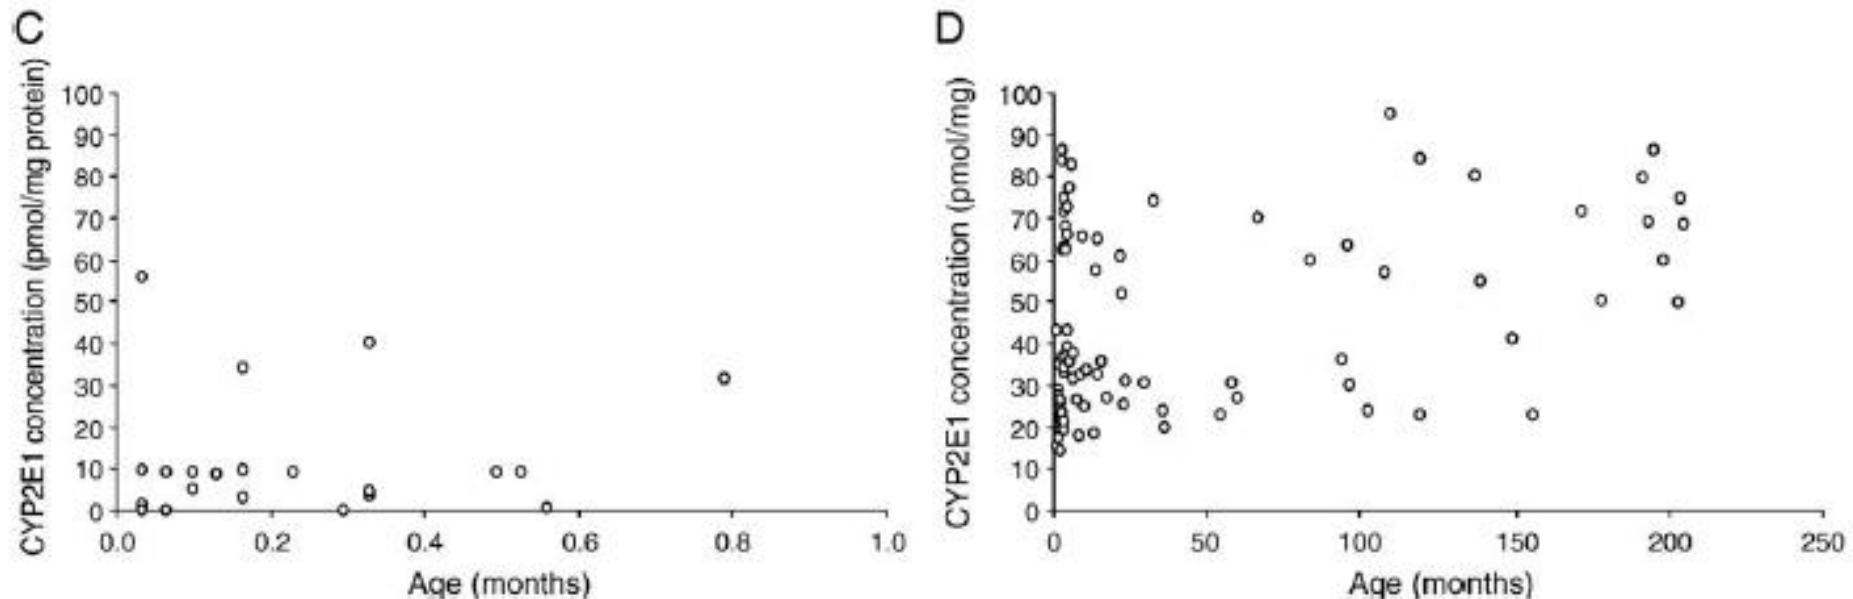 C
CYP2E1 concentration (pmol/mg protein)
100
90
80
70
60
50
40
30
20
10
0
0.0 0.2 0.4 0.6 0.8 1.0
Age (months)
D
CYP2E1 concentration (pmol/mg)
100
90
80
70
60
50
40
30
20
10
0
0 50 100 150 200 250
Age (months)